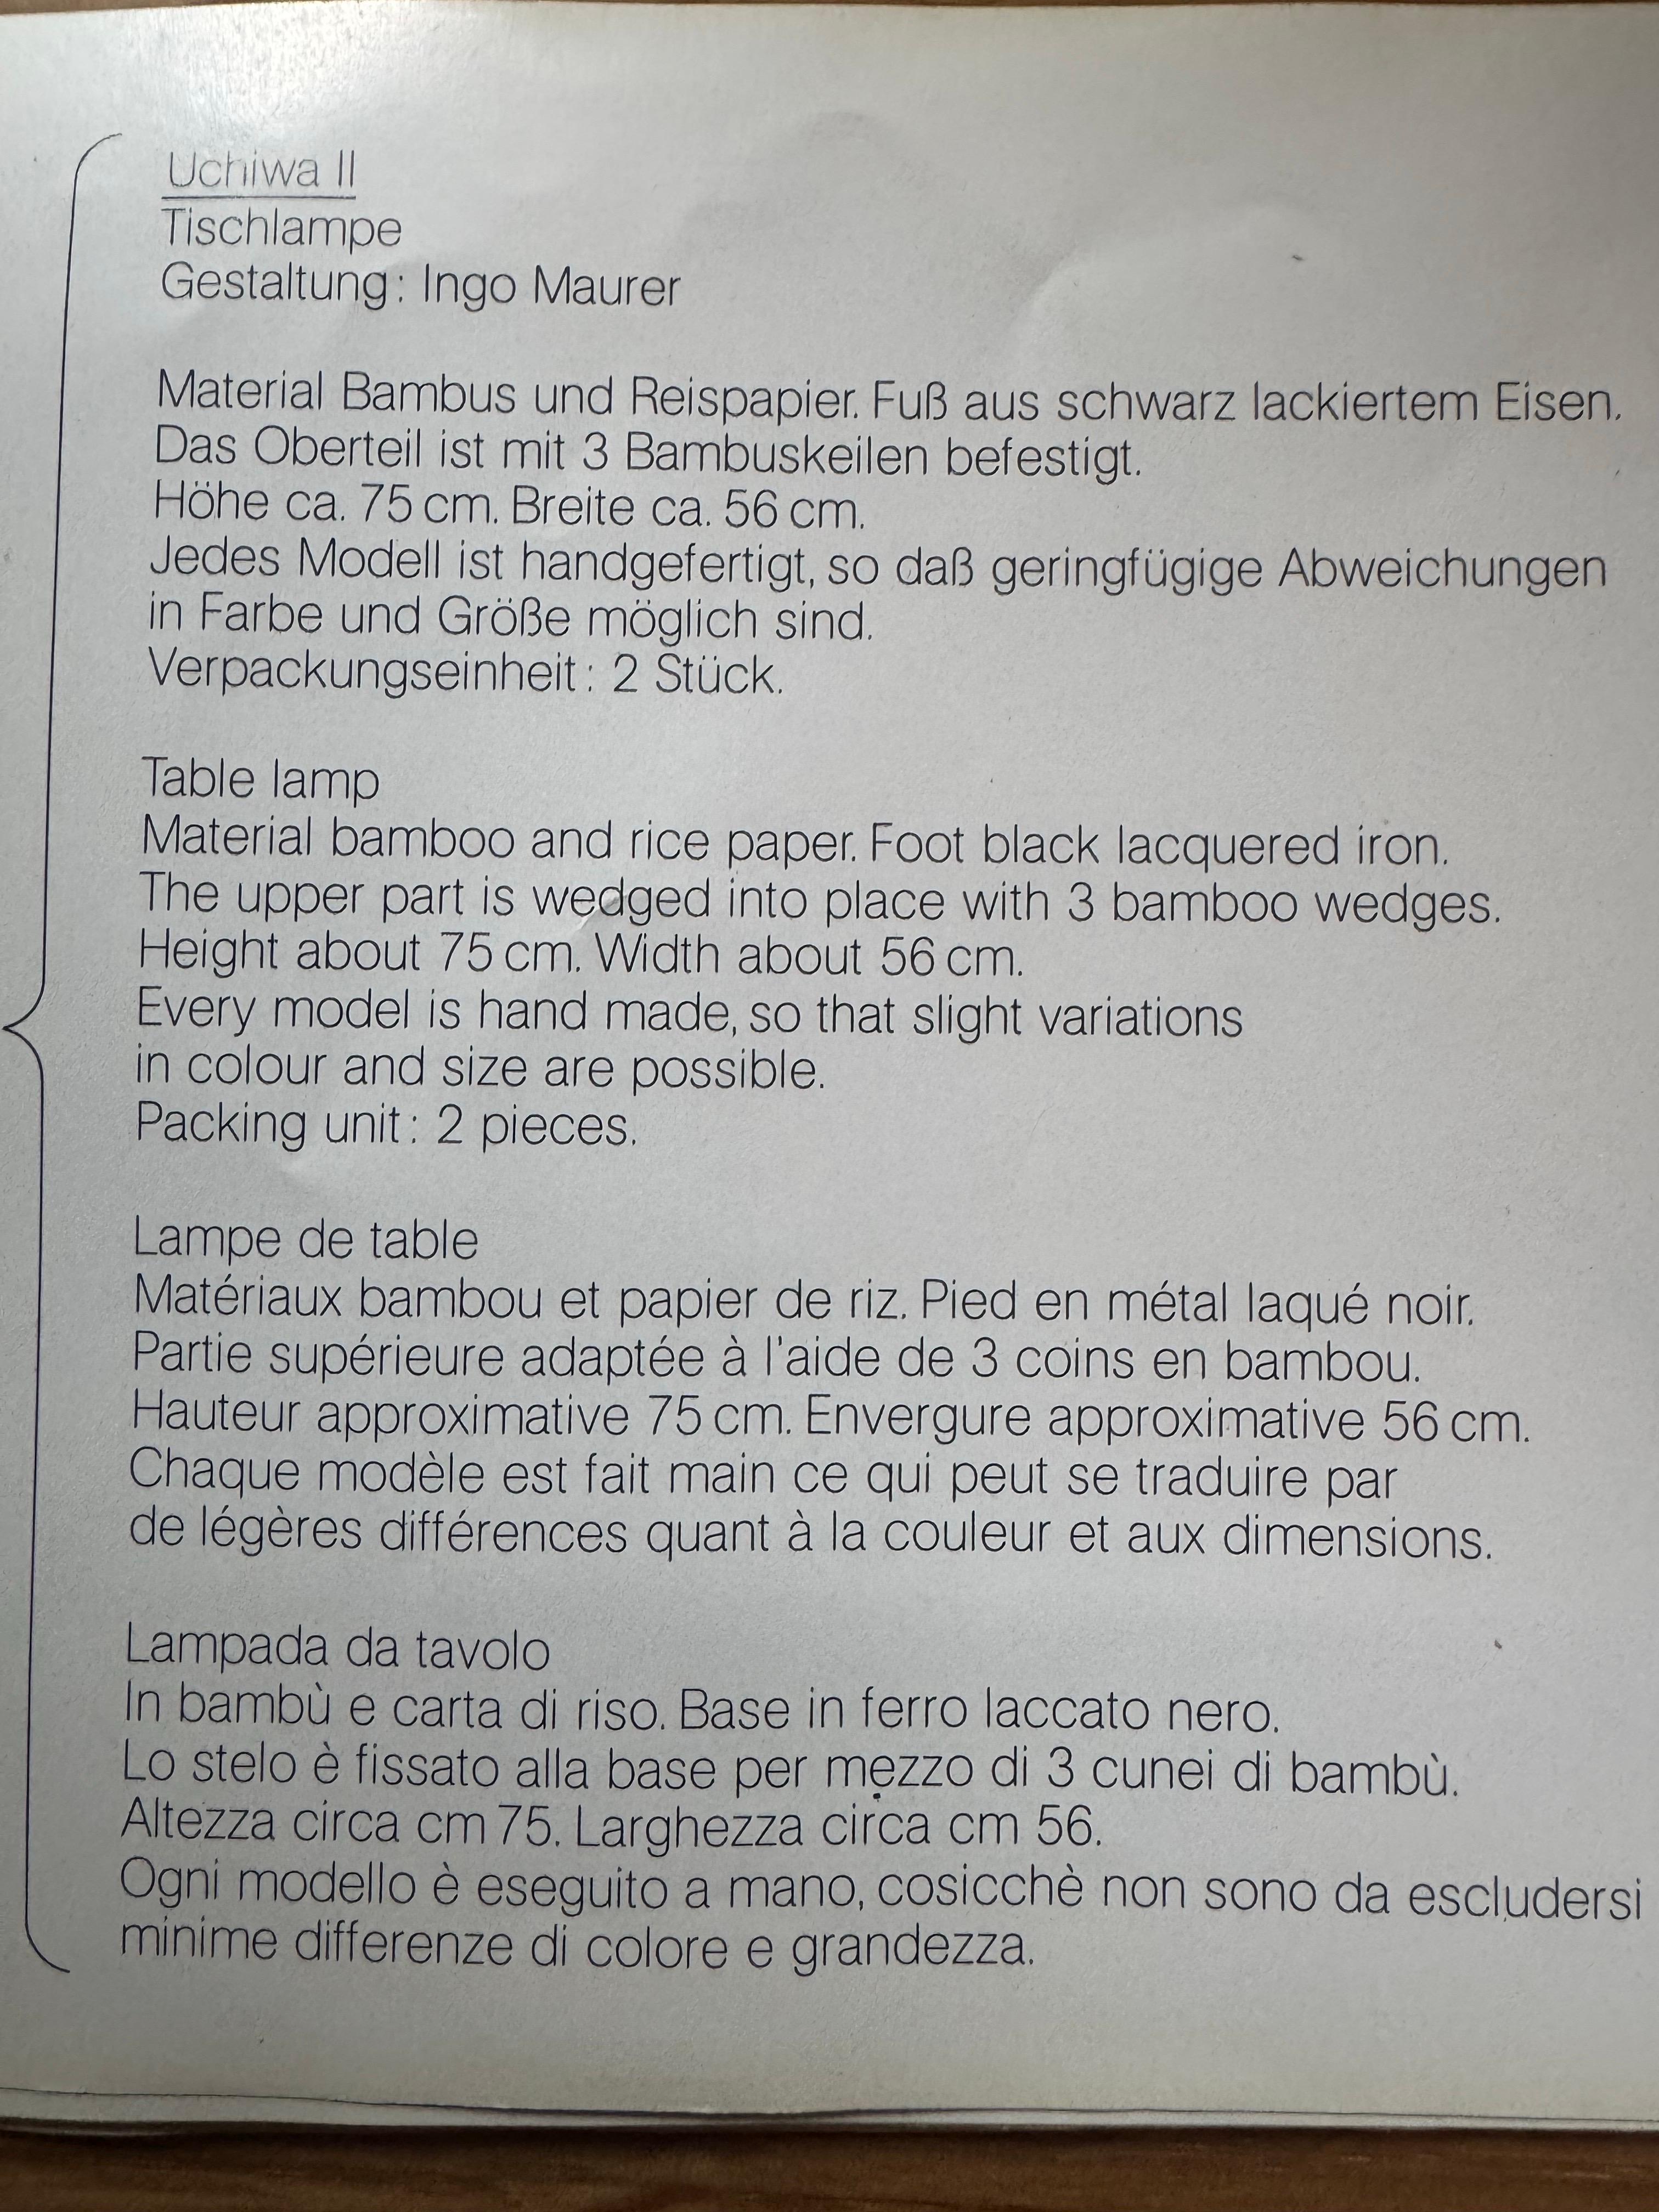 Uchiwa II
Tischlampe
Gestaltung: Ingo Maurer
Material Bambus und Reispapier. Fuß aus schwarz lackiertem Eisen.
Das Oberteil ist mit 3 Bambuskeilen befestigt.
Höhe ca. 75 cm. Breite ca. 56 cm.
Jedes Modell ist handgefertigt, so daß geringfügige Abweichungen
in Farbe und Größe möglich sind.
Verpackungseinheit: 2 Stück.
Table lamp
Material bamboo and rice paper. Foot black lacquered iron.
The upper part is wedged into place with 3 bamboo wedges.
Height about 75 cm. Width about 56 cm.
Every model is hand made, so that slight variations
in colour and size are possible.
Packing unit: 2 pieces.
Lampe de table
Matériaux bambou et papier de riz. Pied en métal laqué noir.
Partie supérieure adaptée à l'aide de 3 coins en bambou.
Hauteur approximative 75 cm. Envergure approximative 56 cm.
Chaque modèle est fait main ce qui peut se traduire par
de légères différences quant à la couleur et aux dimensions.
Lampada da tavolo
In bambù e carta di riso. Base in ferro laccato nero.
Lo stelo è fissato alla base per mezzo di 3 cunei di bambù.
Altezza circa cm 75. Larghezza circa cm 56.
Ogni modello è eseguito a mano, cosicchè non sono da escludersi
minime differenze di colore e grandezza.